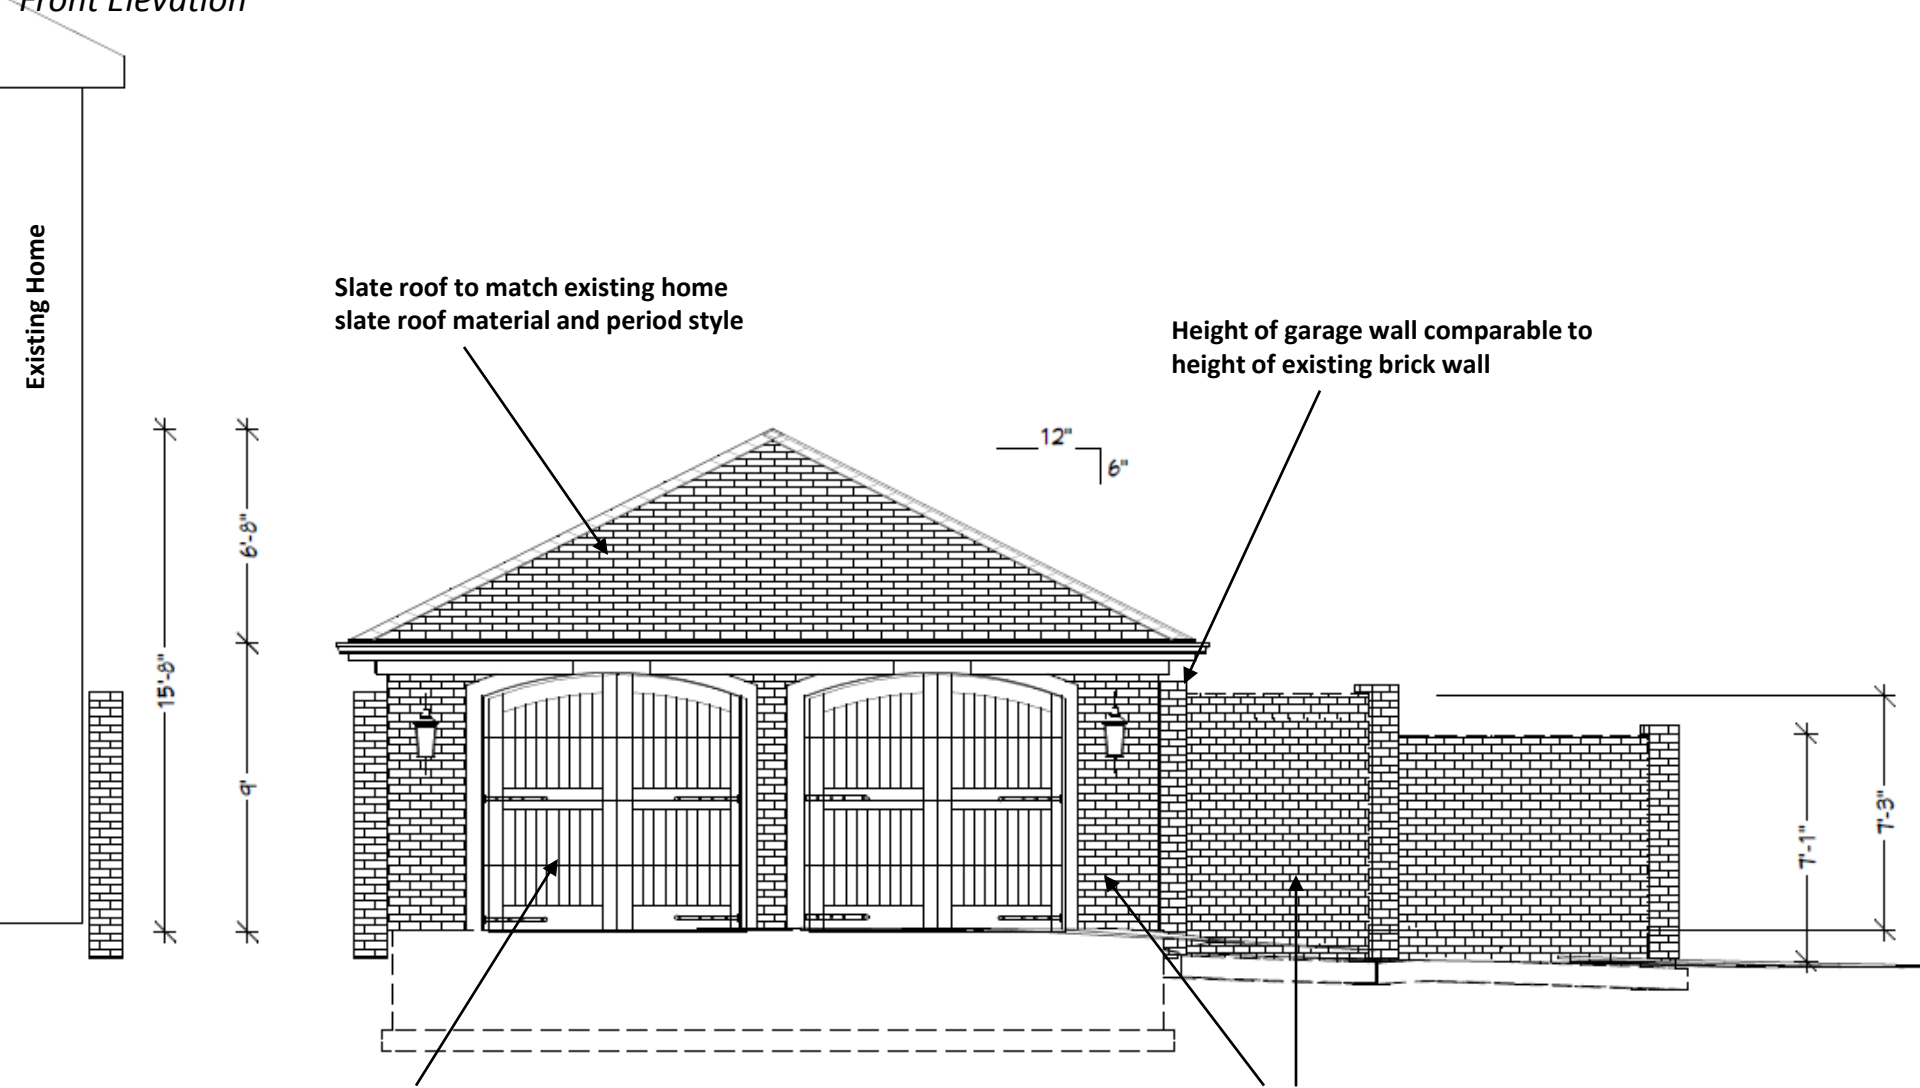 Front Elevation
Existing Home
Slate roof to match existing home
slate roof material and period style
Height of garage wall comparable to
height of existing brick wall
12"
6"
6'-8"
15'-8"
9'
7'-1"
7'-3"